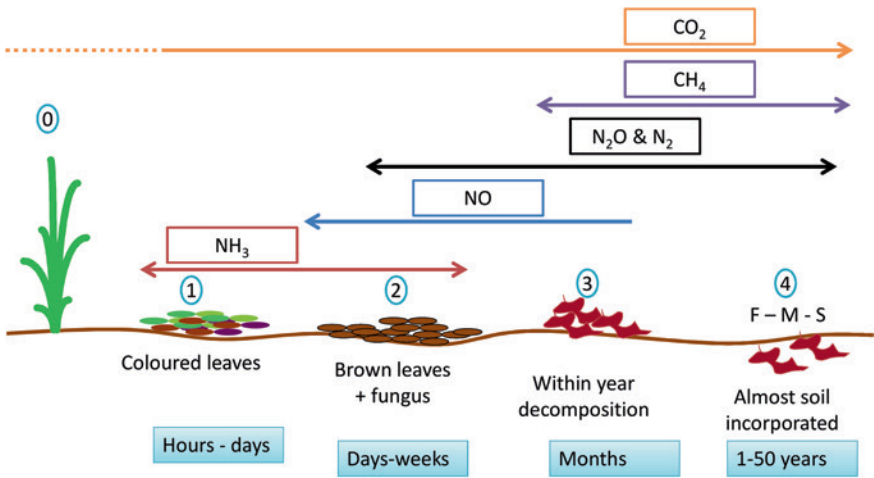 CO₂
CH₄
N₂O & N₂
NO
NH₃
0
1
2
3
4
F – M - S
Coloured leaves
Brown leaves
+ fungus
Within year
decomposition
Almost soil
incorporated
Hours - days
Days-weeks
Months
1-50 years